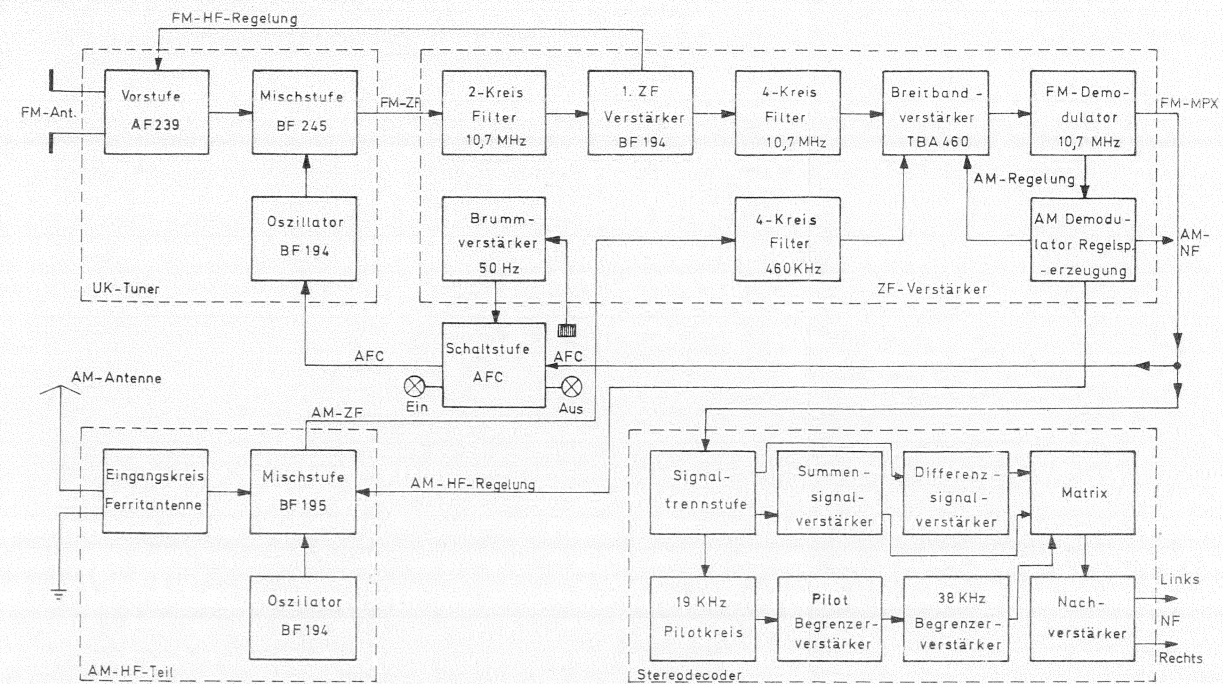 FM-HF-Regelung
FM-Ant.
Vorstufe
AF239
Mischstufe
BF 245
FM-ZF
2-Kreis
Filter
10,7 MHz
1. ZF
Verstärker
BF 194
4-Kreis
Filter
10,7 MHz
Breitband-
verstärker
TBA 460
FM-Demo-
dulator
10,7 MHz
FM-MPX
AM-Regelung
Oszillator
BF 194
Brumm-
verstärker
50 Hz
4-Kreis
Filter
460 KHz
AM Demodu-
lator Regelsp.
-erzeugung
AM-
NF
UK-Tuner
ZF-Verstärker
AFC
Schaltstufe
AFC
AFC
Ein
Aus
AM-Antenne
AM-ZF
Eingangskreis
Ferritantenne
Mischstufe
BF 195
AM-HF-Regelung
Signal-
trennstufe
Summen-
signal-
verstärker
Differenz-
signal-
verstärker
Matrix
Oszilator
BF 194
19 KHz
Pilotkreis
Pilot
Begrenzer-
verstärker
38 KHz
Begrenzer-
verstärker
Nach-
verstärker
Links
NF
Rechts
AM-HF-Teil
Stereodecoder